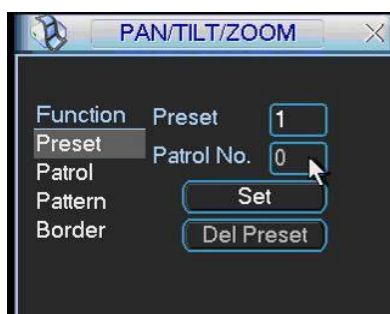 PAN/TILT/ZOOM
Function
Preset 1
Preset
Patrol No. 0
Patrol
Pattern
Set
Border
Del Preset